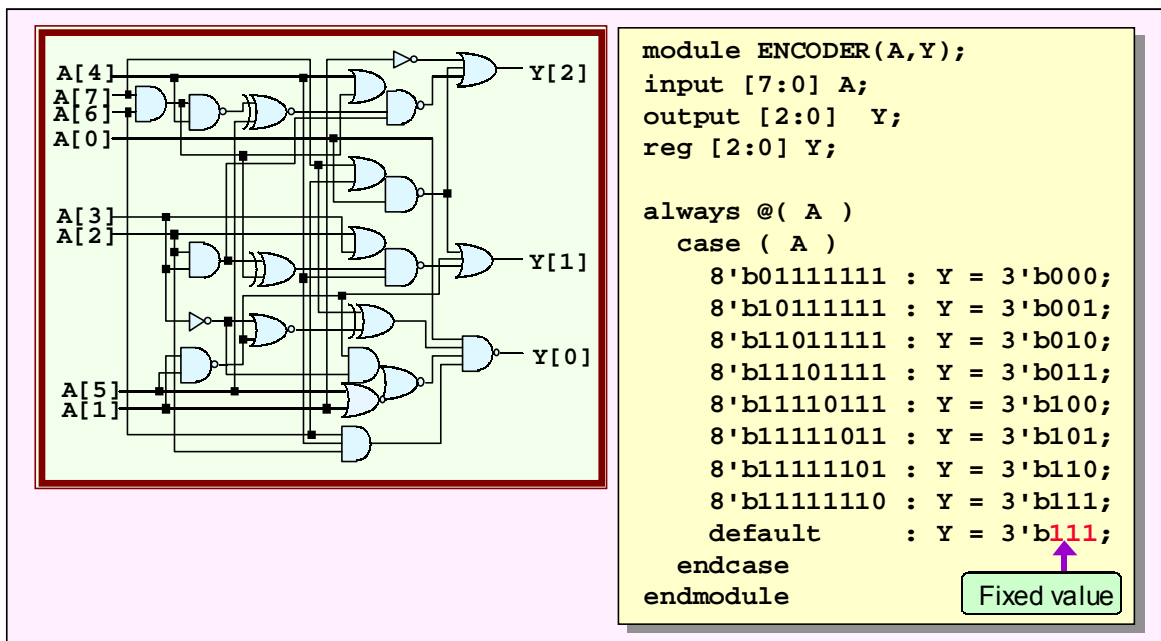 A[4]
A[7]
A[6]
A[0]
A[3]
A[2]
A[5]
A[1]
Y[2]
Y[1]
Y[0]
module ENCODER(A,Y);
input [7:0] A;
output [2:0]  Y;
reg [2:0] Y;
always @( A )
case ( A )
8'b01111111 : Y = 3'b000;
8'b10111111 : Y = 3'b001;
8'b11011111 : Y = 3'b010;
8'b11101111 : Y = 3'b011;
8'b11110111 : Y = 3'b100;
8'b11111011 : Y = 3'b101;
8'b11111101 : Y = 3'b110;
8'b11111110 : Y = 3'b111;
default : Y = 3'b111;
endcase
endmodule
Fixed value